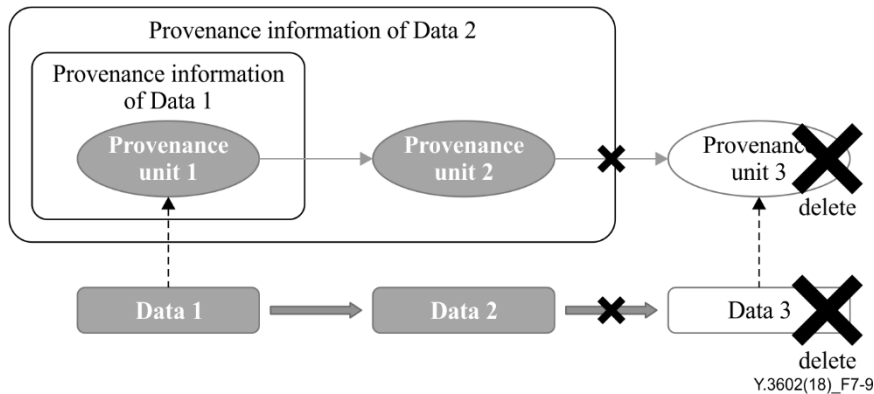 Provenance information of Data 2
Provenance information
of Data 1
Provenance
unit 1
Provenance
unit 2
Provenance
unit 3
delete
Data 1
Data 2
Data 3
delete
Y.3602(18)_F7-9